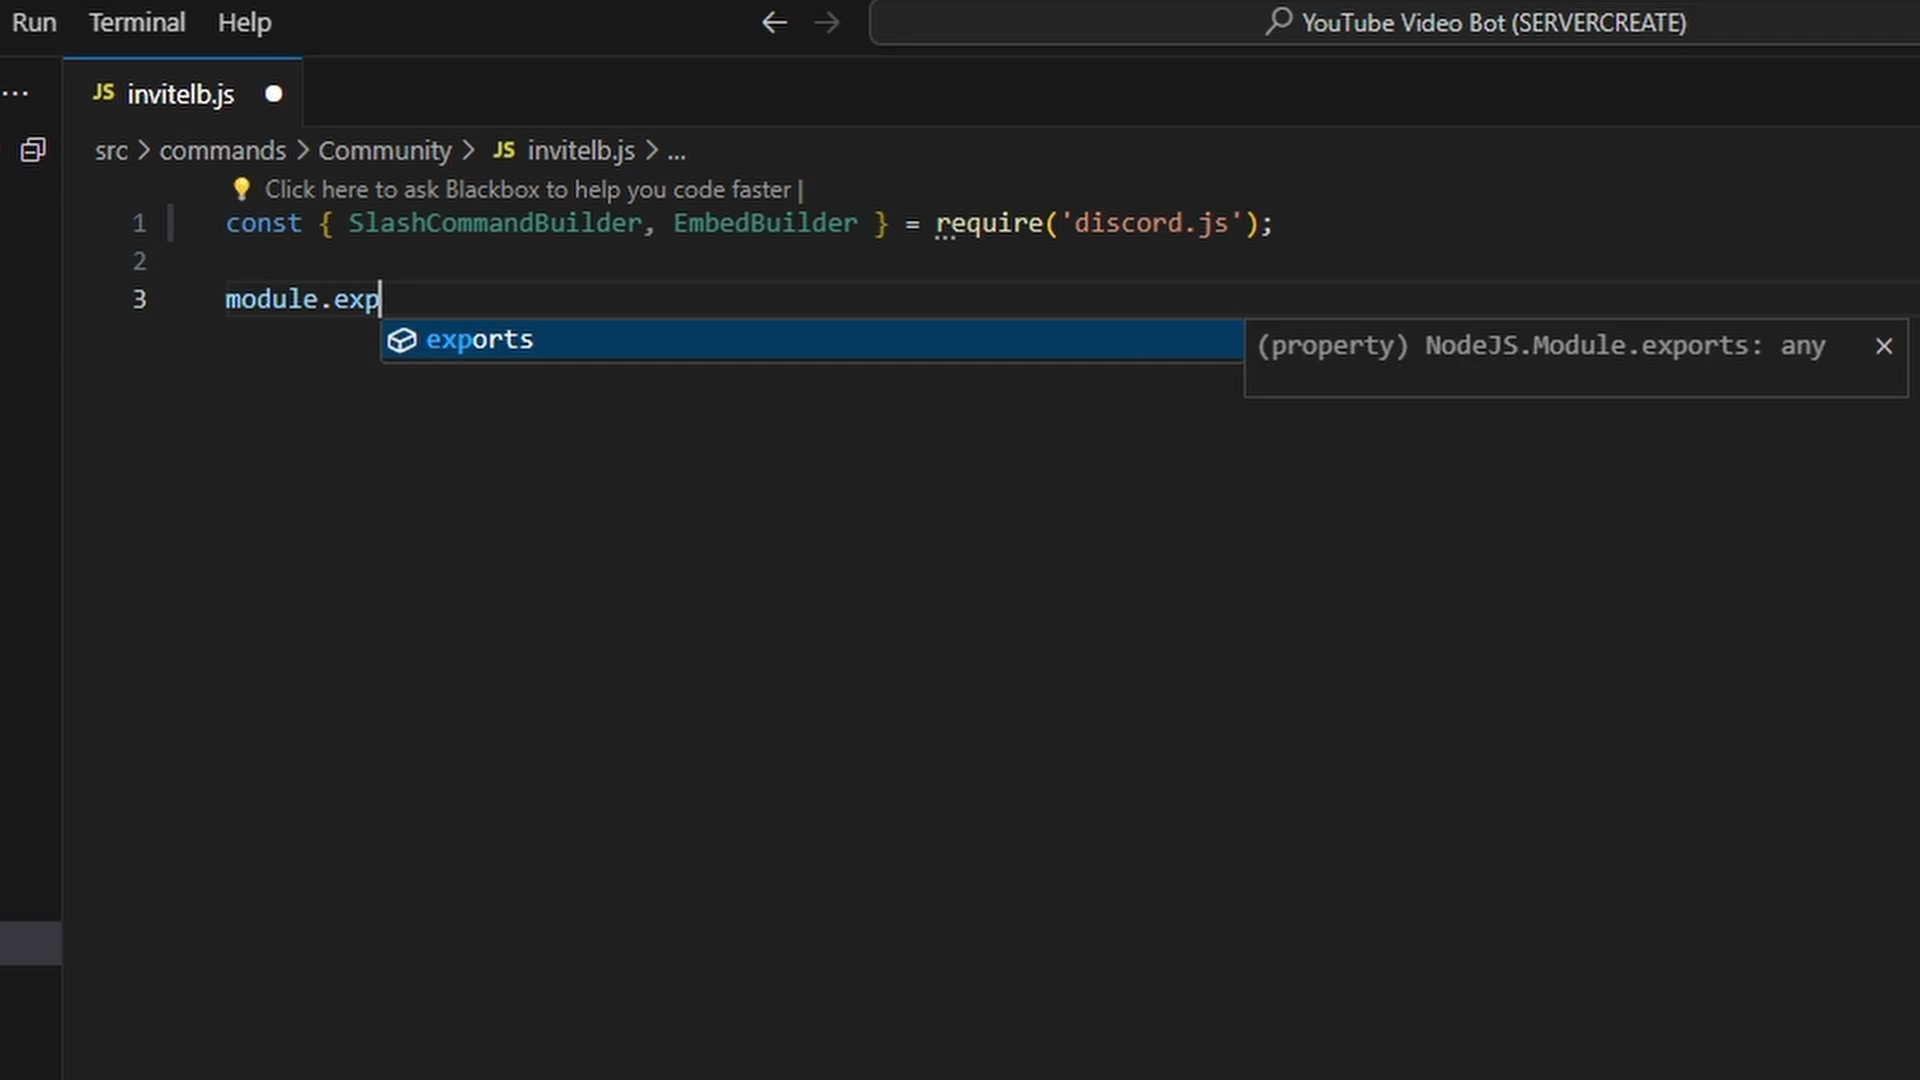 Run Terminal Help YouTube Video Bot (SERVERCREATE)
... JS invitelb.js
src > commands > Community > JS invitelb.js > ...
Click here to ask Blackbox to help you code faster |
1 const { SlashCommandBuilder, EmbedBuilder } = require('discord.js');
2
3 module.exp
exports (property) NodeJS.Module.exports: any